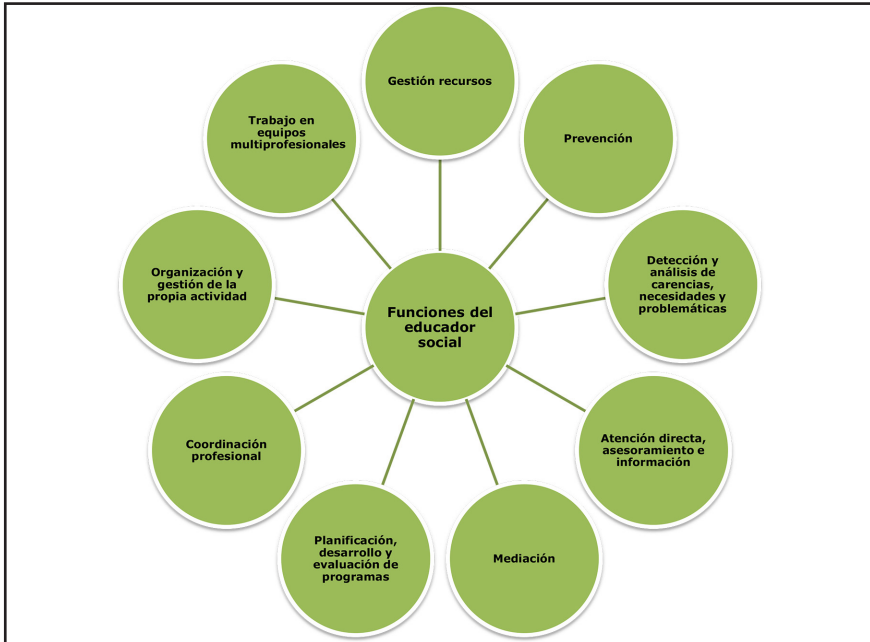 Gestión recursos
Prevención
Detección y
análisis de
carencias,
necesidades y
problemáticas
Atención directa,
asesoramiento e
información
Mediación
Planificación,
desarrollo y
evaluación de
programas
Coordinación
profesional
Organización y
gestión de la
propia actividad
Trabajo en
equipos
multiprofesionales
Funciones del
educador
social